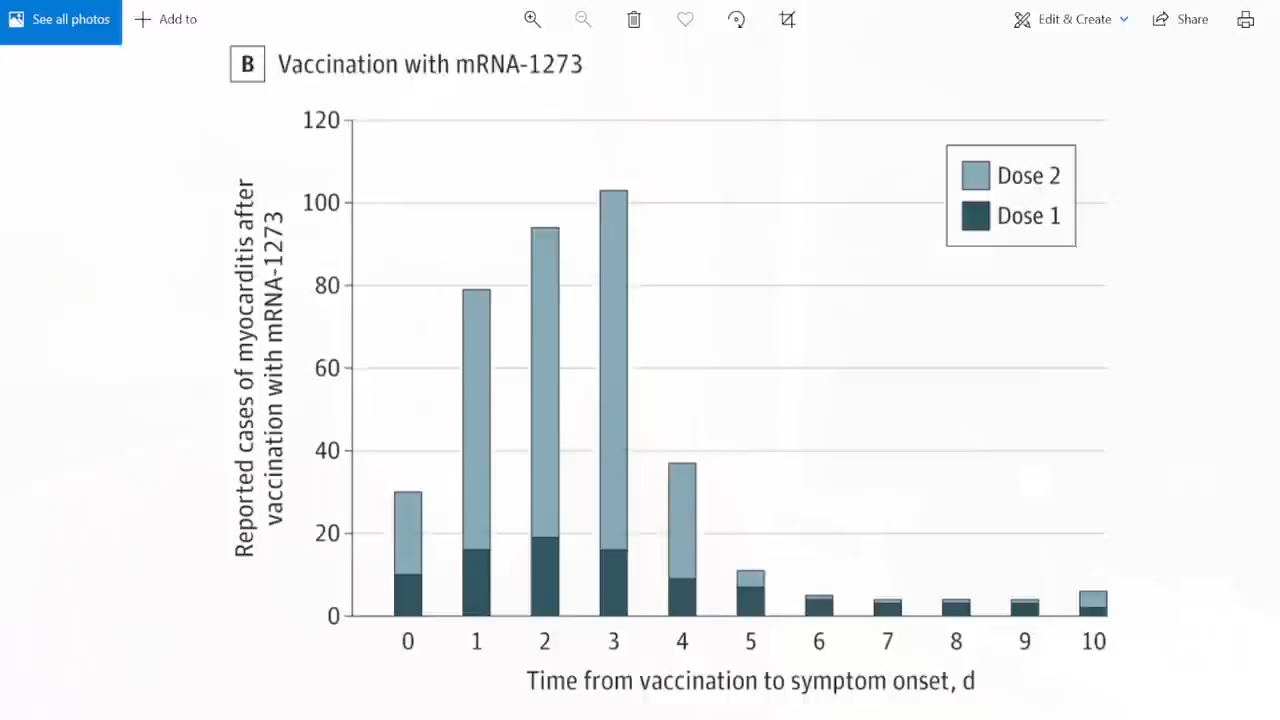 See all photos
Add to
Edit & Create
Share
B Vaccination with mRNA-1273
Reported cases of myocarditis after
vaccination with mRNA-1273
120
100
80
60
40
20
0
Dose 2
Dose 1
0 1 2 3 4 5 6 7 8 9 10
Time from vaccination to symptom onset, d